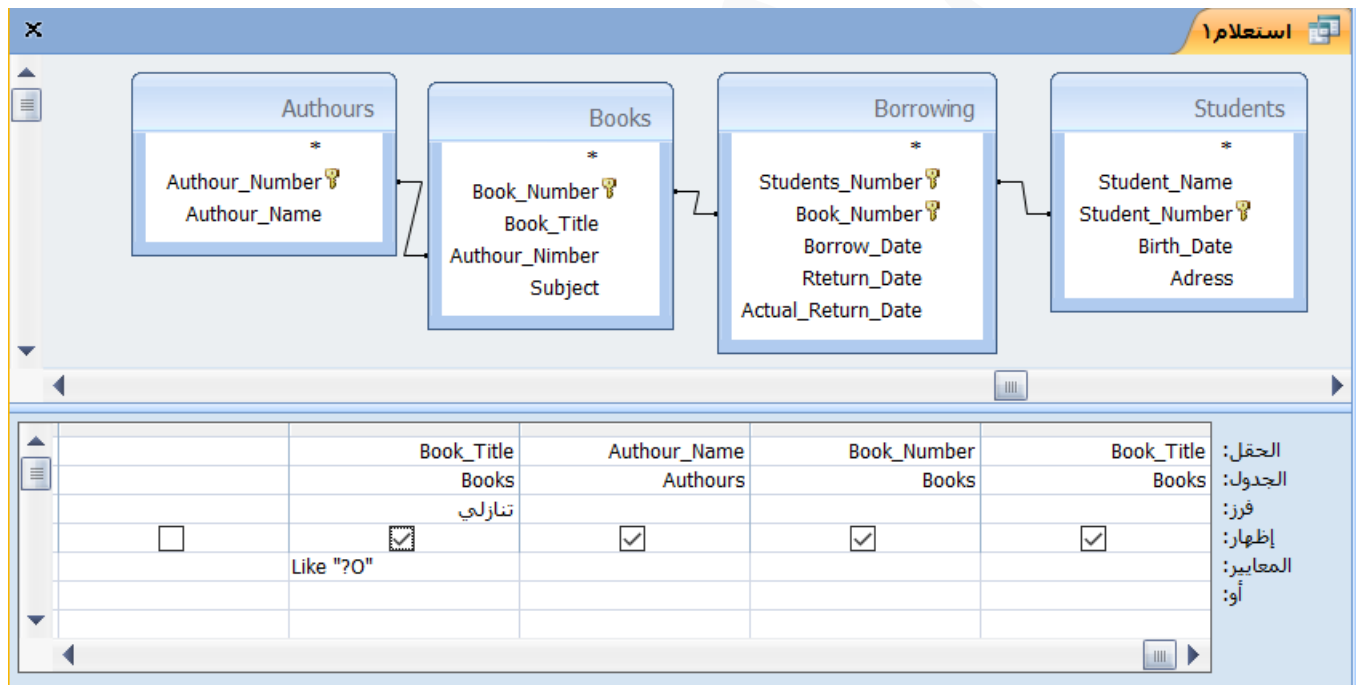 استعلام١
Authours
*
Authour_Number
Authour_Name
Books
*
Book_Number
Book_Title
Authour_Nimber
Subject
Borrowing
*
Students_Number
Book_Number
Borrow_Date
Rteturn_Date
Actual_Return_Date
Students
*
Student_Name
Student_Number
Birth_Date
Adress
الحقل: Book_Title Book_Number Authour_Name Book_Title
الجدول: Books Books Authours Books
فرز: تنازلي
إظهار:
المعايير: Like "?O"
أو: